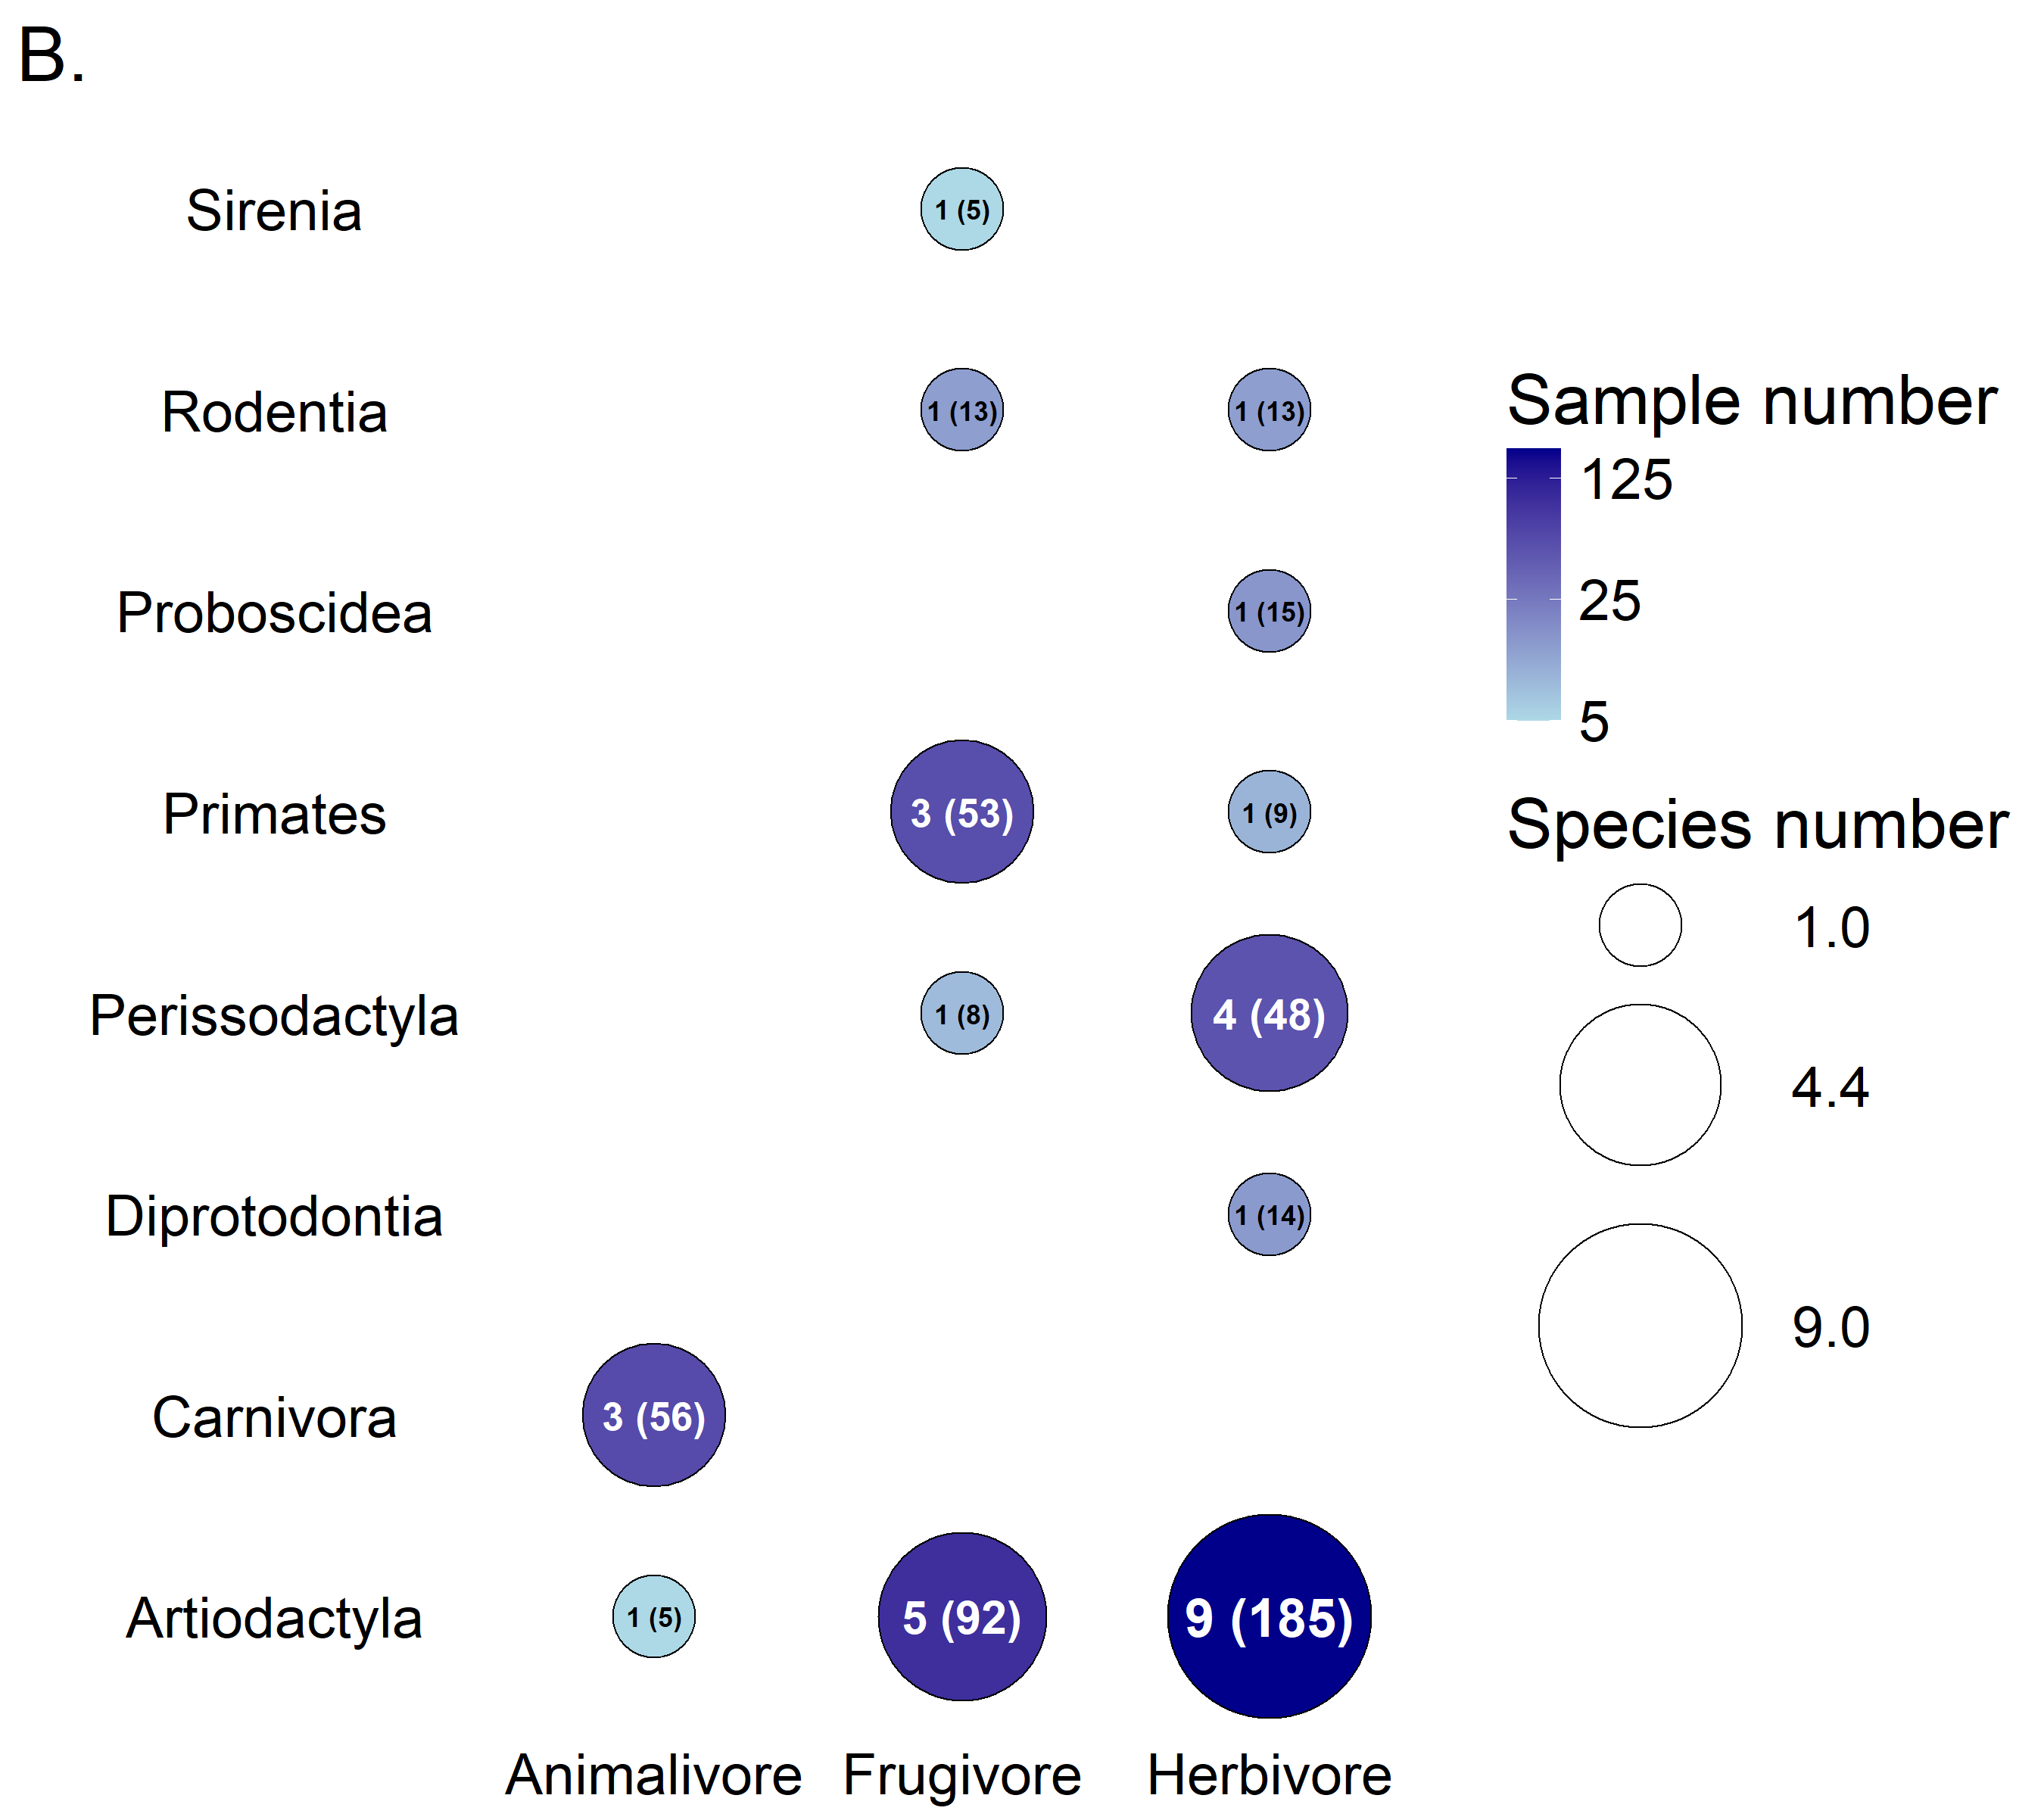 B.
Sirenia
1 (5)
Rodentia
1 (13)
1 (13)
Proboscidea
1 (15)
Primates
3 (53)
1 (9)
Perissodactyla
1 (8)
4 (48)
Diprotodontia
1 (14)
Carnivora
3 (56)
Artiodactyla
1 (5)
5 (92)
9 (185)
Animalivore
Frugivore
Herbivore
Sample number
125
25
5
Species number
1.0
4.4
9.0